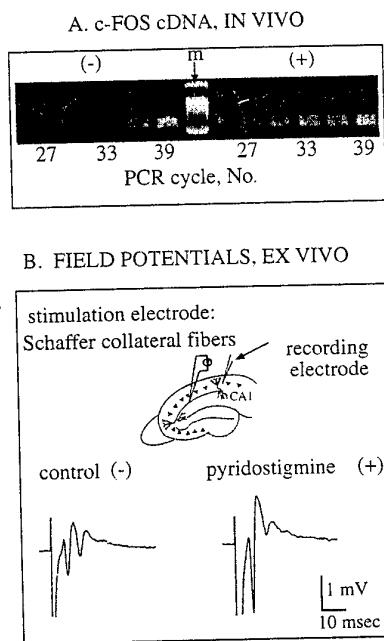 A. c-FOS cDNA, IN VIVO
(-) m (+)
27 33 39 27 33 39
PCR cycle, No.
B. FIELD POTENTIALS, EX VIVO
stimulation electrode:
Schaffer collateral fibers
recording
electrode
CA1
control (-) pyridostigmine (+)
1 mV
10 msec